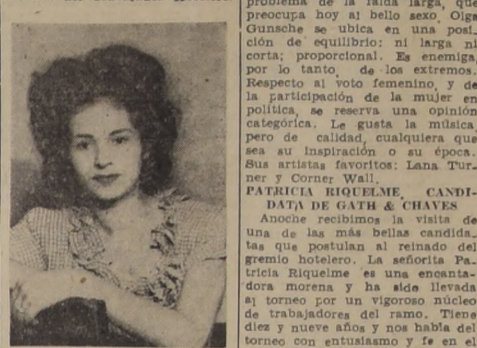 problema de la falda larga, que
preocupa hoy al bello sexo, Olga
Gunsche se ubica en una posi-
ción de equilibrio: ni larga ni
corta; proporcional. Es enemiga,
por lo tanto, de los extremos.
Respecto al voto femenino, y de
la participación de la mujer en
política, se reserva una opinión
categórica. Le gusta la música,
pero de calidad, cualquiera que
sea su inspiración o su época.
Sus artistas favoritos: Lana Tur-
ner y Corner Wall.
PATRICIA RIQUELME, CANDI-
DATA DE GATH & CHAVES
Anoche recibimos la visita de
una de las más bellas candida-
tas que postulan al reinado del
gremio hotelero. La señorita Pa-
tricia Riquelme es una encanta-
dora morena y ha sido llevada
al torneo por un vigoroso núcleo
de trabajadores del ramo. Tiene
diez y nueve años y nos habla del
torneo con entusiasmo y fe en el